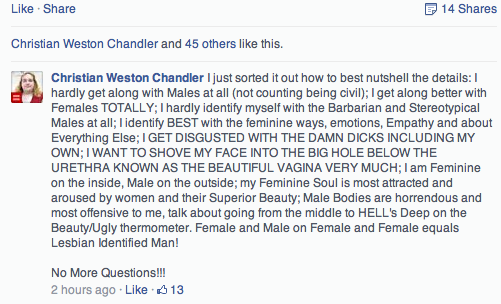 Like · Share 14 Shares
Christian Weston Chandler and 45 others like this.
Christian Weston Chandler I just sorted it out how to best nutshell the details: I
hardly get along with Males at all (not counting being civil); I get along better with
Females TOTALLY; I hardly identify myself with the Barbarian and Stereotypical
Males at all; I identify BEST with the feminine ways, emotions, Empathy and about
Everything Else; I GET DISGUSTED WITH THE DAMN DICKS INCLUDING MY
OWN; I WANT TO SHOVE MY FACE INTO THE BIG HOLE BELOW THE
URETHRA KNOWN AS THE BEAUTIFUL VAGINA VERY MUCH; I am Feminine
on the inside, Male on the outside; my Feminine Soul is most attracted and
aroused by women and their Superior Beauty; Male Bodies are horrendous and
most offensive to me, talk about going from the middle to HELL's Deep on the
Beauty/Ugly thermometer. Female and Male on Female and Female equals
Lesbian Identified Man!
No More Questions!!!
2 hours ago · Like · 13